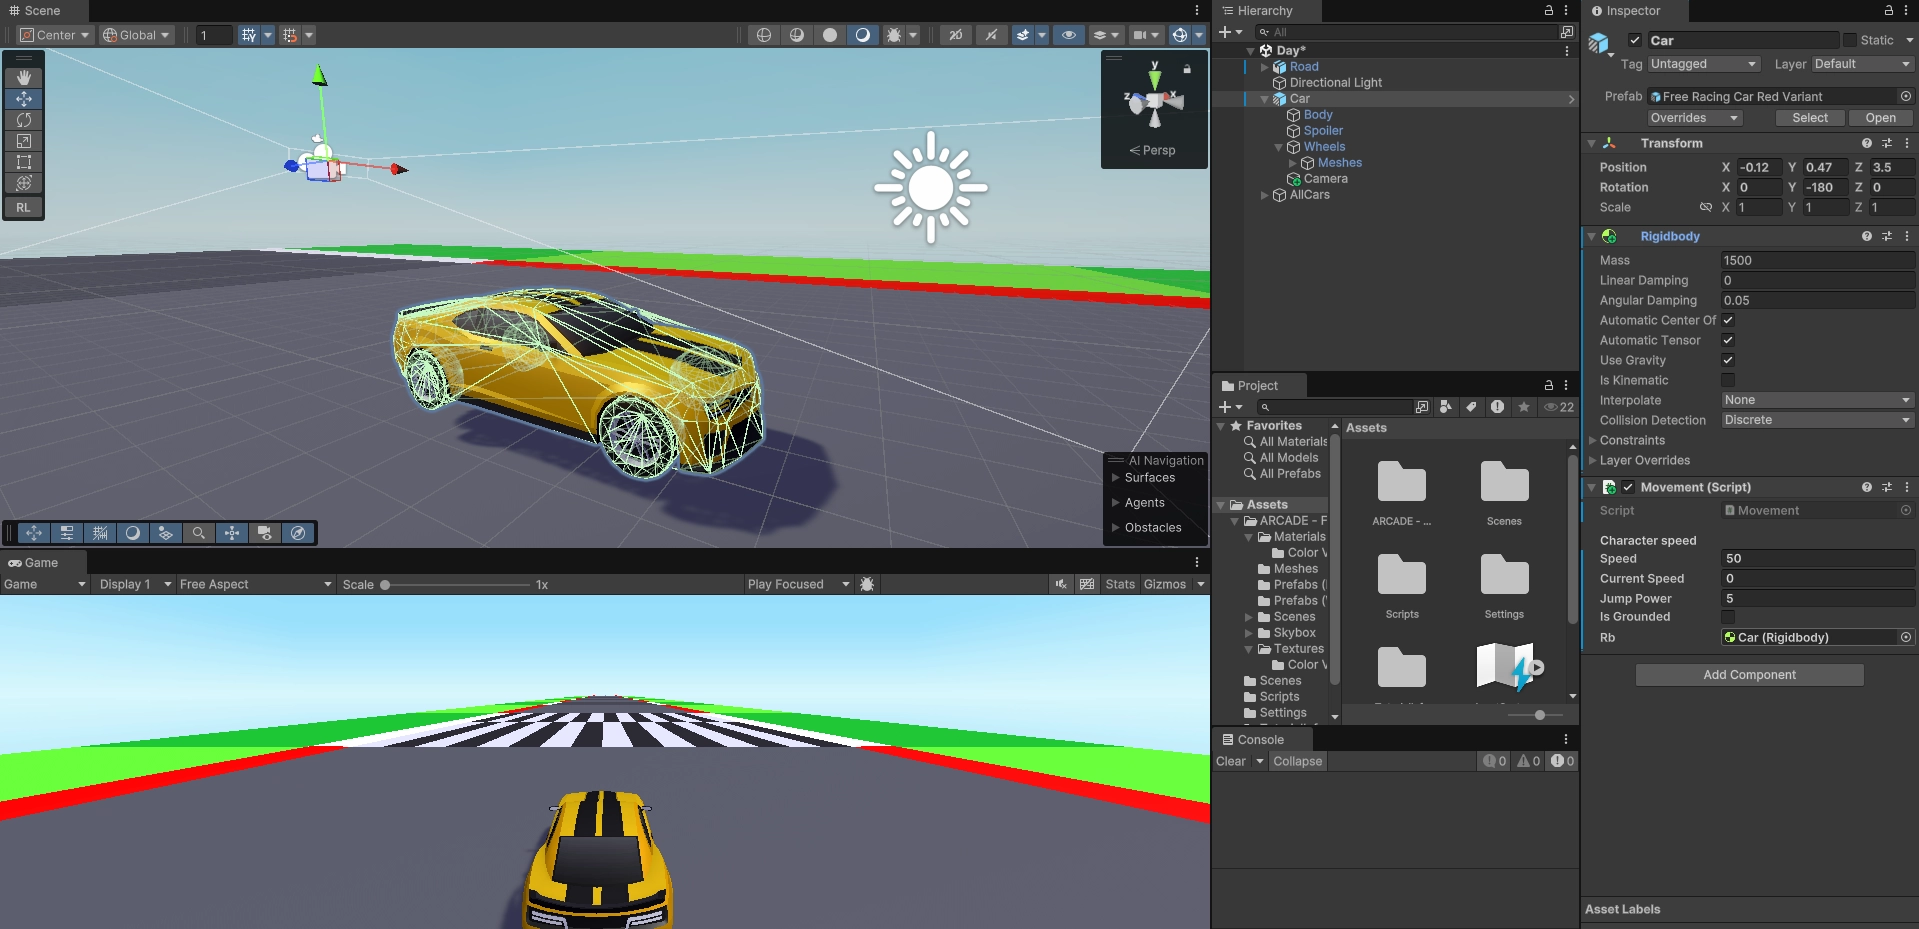 Scene
Center
Global
1
2D
RL
y
z
x
Persp
AI Navigation
Surfaces
Agents
Obstacles
Game
Game
Display 1
Free Aspect
Scale
1x
Play Focused
Stats
Gizmos
Hierarchy
All
Day*
Road
Directional Light
Car
Body
Spoiler
Wheels
Meshes
Camera
AllCars
Project
22
Favorites
All Materials
All Models
All Prefabs
Assets
ARCADE - F
Materials
Color V
Meshes
Prefabs (
Prefabs (
Scenes
Skybox
Textures
Color V
Scenes
Scripts
Settings
Assets
ARCADE - ...
Scenes
Scripts
Settings
Console
Clear
Collapse
0
0
0
Inspector
Car
Static
Tag
Untagged
Layer
Default
Prefab
Free Racing Car Red Variant
Overrides
Select
Open
Transform
Position X -0.12 Y 0.47 Z 3.5
Rotation X 0 Y -180 Z 0
Scale X 1 Y 1 Z 1
Rigidbody
Mass 1500
Linear Damping 0
Angular Damping 0.05
Automatic Center Of
Automatic Tensor
Use Gravity
Is Kinematic
Interpolate None
Collision Detection Discrete
Constraints
Layer Overrides
Movement (Script)
Script Movement
Character speed
Speed 50
Current Speed 0
Jump Power 5
Is Grounded
Rb Car (Rigidbody)
Add Component
Asset Labels